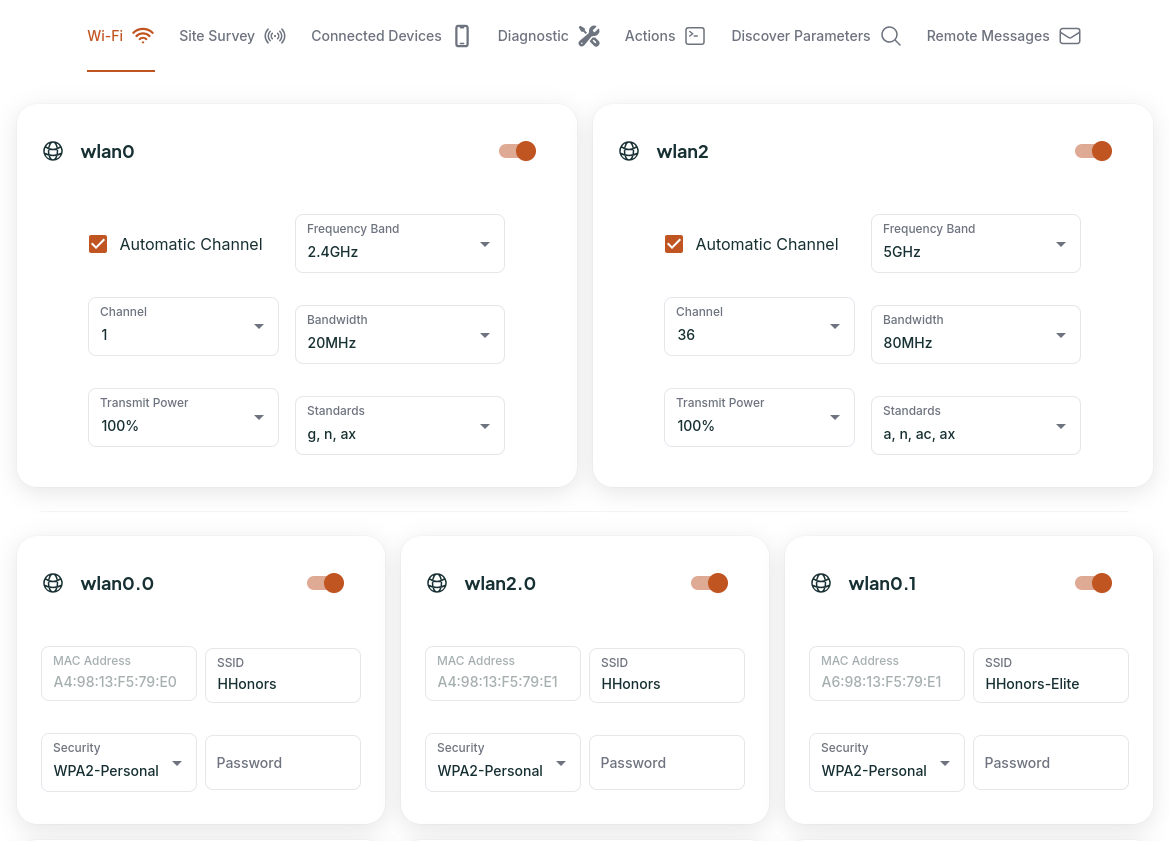 Wi-Fi
Site Survey
Connected Devices
Diagnostic
Actions
Discover Parameters
Remote Messages
wlan0
Automatic Channel
Frequency Band
2.4GHz
Channel
1
Bandwidth
20MHz
Transmit Power
100%
Standards
g, n, ax
wlan2
Automatic Channel
Frequency Band
5GHz
Channel
36
Bandwidth
80MHz
Transmit Power
100%
Standards
a, n, ac, ax
wlan0.0
MAC Address
A4:98:13:F5:79:E0
SSID
HHonors
Security
WPA2-Personal
Password
wlan2.0
MAC Address
A4:98:13:F5:79:E1
SSID
HHonors
Security
WPA2-Personal
Password
wlan0.1
MAC Address
A6:98:13:F5:79:E1
SSID
HHonors-Elite
Security
WPA2-Personal
Password